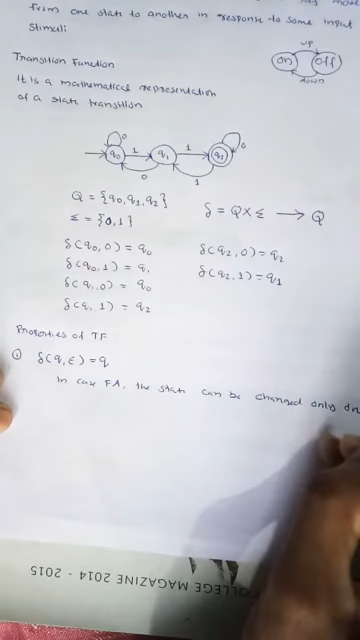 from one state to another in response to some input
stimuli
up
on off
down
Transition Function
It is a mathematical representation
of a state transition
0 0
1 1
q0 q1 q2
0 1
Q = {q0, q1, q2}
Σ = {0, 1}
δ = Q × Σ → Q
δ(q0, 0) = q0
δ(q0, 1) = q1
δ(q1, 0) = q0
δ(q1, 1) = q2
δ(q2, 0) = q2
δ(q2, 1) = q1
Properties of TF
① δ(q, ε) = q
In case FA, the state can be changed only on
LLEGE MAGAZINE 2014 - 2015